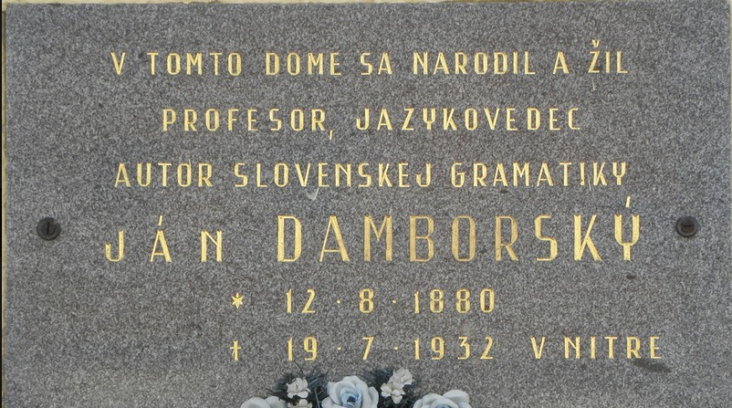 V TOMTO DOME SA NARODIL A ŽIL
PROFESOR, JAZYKOVEDEC
AUTOR SLOVENSKEJ GRAMATIKY
JÁN DAMBORSKÝ
* 12 · 8 · 1880
† 19 · 7 · 1932 V NITRE